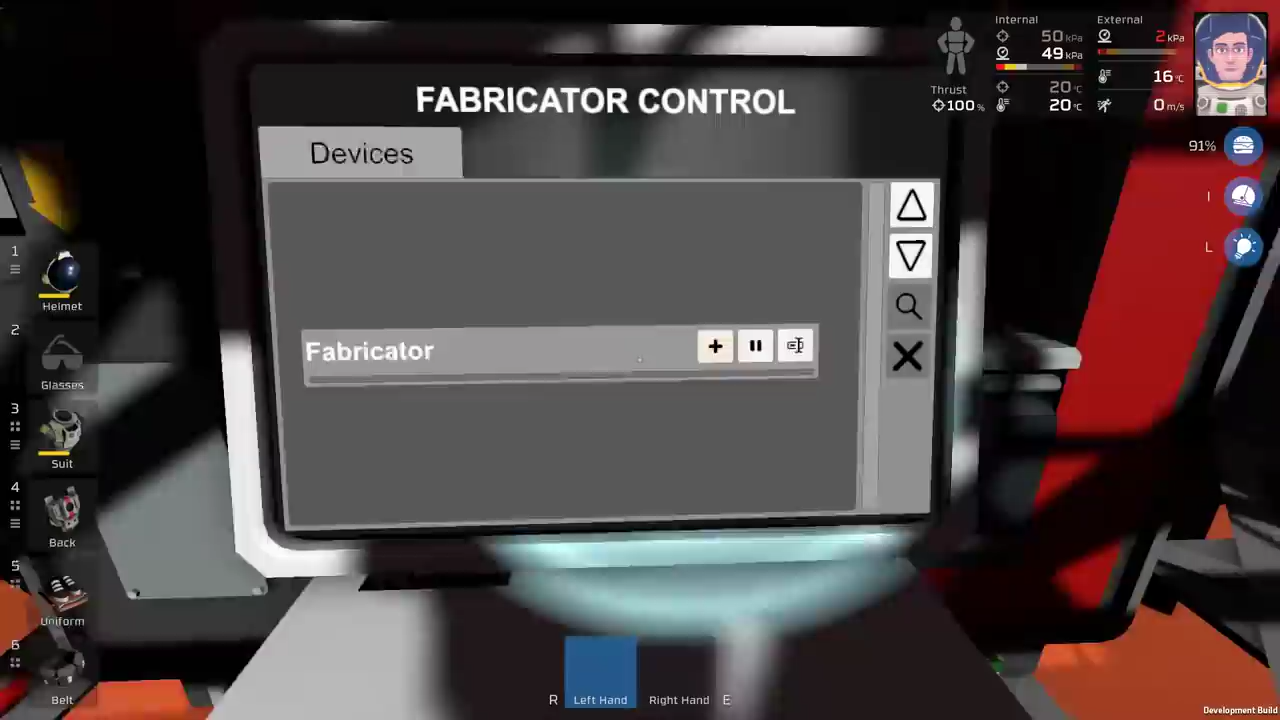 Internal
External
50 kPa
2 kPa
49 kPa
Thrust
100 %
20 °C
16 °C
20 °C
0 m/s
FABRICATOR CONTROL
Devices
91%
I
L
Fabricator
1
Helmet
2
Glasses
3
Suit
4
Back
5
Uniform
6
Belt
R
Left Hand
Right Hand
E
Development Build